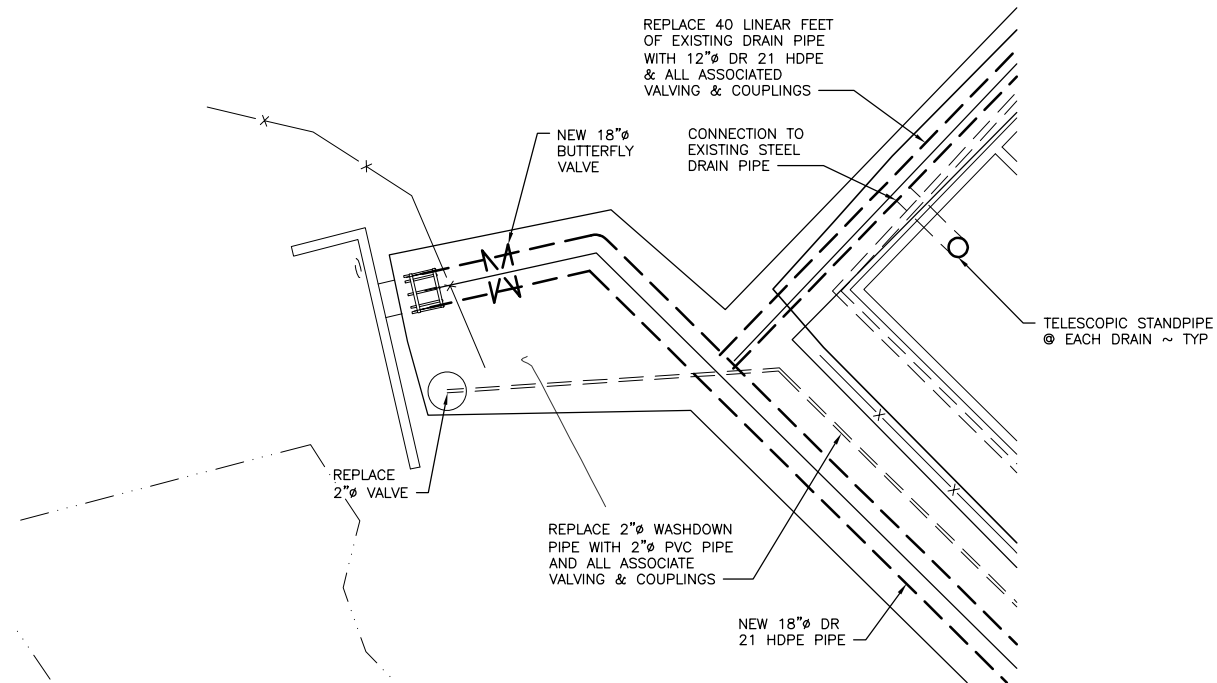 REPLACE 40 LINEAR FEET
OF EXISTING DRAIN PIPE
WITH 12"ø DR 21 HDPE
& ALL ASSOCIATED
VALVING & COUPLINGS
NEW 18"ø
BUTTERFLY
VALVE
CONNECTION TO
EXISTING STEEL
DRAIN PIPE
TELESCOPIC STANDPIPE
@ EACH DRAIN ~ TYP
REPLACE
2"ø VALVE
REPLACE 2"ø WASHDOWN
PIPE WITH 2"ø PVC PIPE
AND ALL ASSOCIATE
VALVING & COUPLINGS
NEW 18"ø DR
21 HDPE PIPE